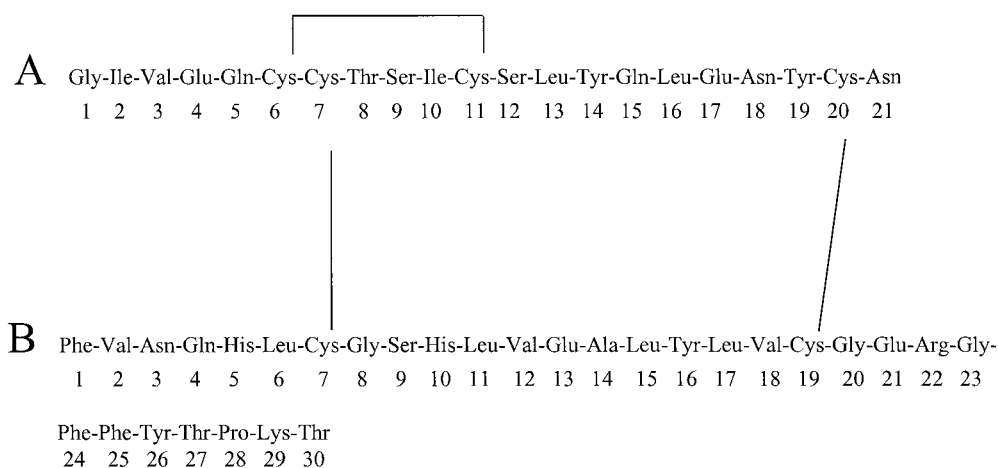 A Gly-Ile-Val-Glu-Gln-Cys-Cys-Thr-Ser-Ile-Cys-Ser-Leu-Tyr-Gln-Leu-Glu-Asn-Tyr-Cys-Asn
1 2 3 4 5 6 7 8 9 10 11 12 13 14 15 16 17 18 19 20 21
B Phe-Val-Asn-Gln-His-Leu-Cys-Gly-Ser-His-Leu-Val-Glu-Ala-Leu-Tyr-Leu-Val-Cys-Gly-Glu-Arg-Gly-
1 2 3 4 5 6 7 8 9 10 11 12 13 14 15 16 17 18 19 20 21 22 23
Phe-Phe-Tyr-Thr-Pro-Lys-Thr
24 25 26 27 28 29 30